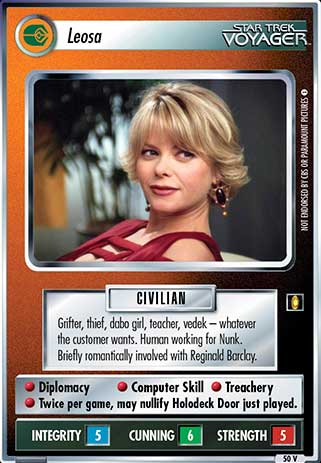 Leosa
STAR TREK
VOYAGER™
NOT ENDORSED BY CBS OR PARAMOUNT PICTURES
CIVILIAN
Grifter, thief, dabo girl, teacher, vedek – whatever
the customer wants. Human working for Nunk.
Briefly romantically involved with Reginald Barclay.
Diplomacy Computer Skill Treachery
Twice per game, may nullify Holodeck Door just played.
INTEGRITY 5 CUNNING 6 STRENGTH 5
50 V